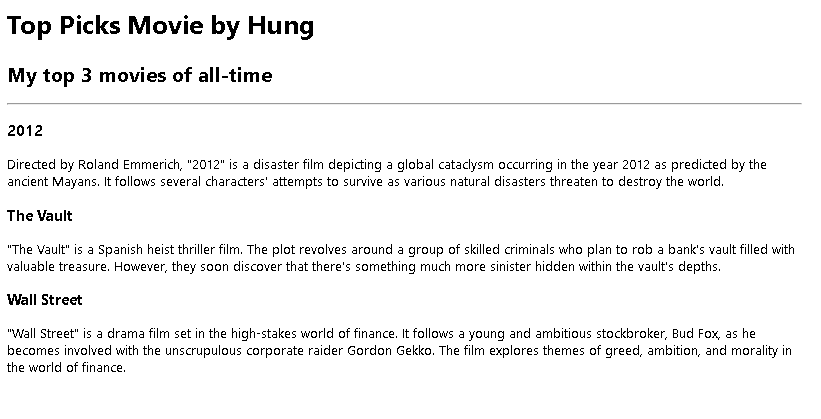 Top Picks Movie by Hung
My top 3 movies of all-time
2012
Directed by Roland Emmerich, "2012" is a disaster film depicting a global cataclysm occurring in the year 2012 as predicted by the
ancient Mayans. It follows several characters' attempts to survive as various natural disasters threaten to destroy the world.
The Vault
"The Vault" is a Spanish heist thriller film. The plot revolves around a group of skilled criminals who plan to rob a bank's vault filled with
valuable treasure. However, they soon discover that there's something much more sinister hidden within the vault's depths.
Wall Street
"Wall Street" is a drama film set in the high-stakes world of finance. It follows a young and ambitious stockbroker, Bud Fox, as he
becomes involved with the unscrupulous corporate raider Gordon Gekko. The film explores themes of greed, ambition, and morality in
the world of finance.